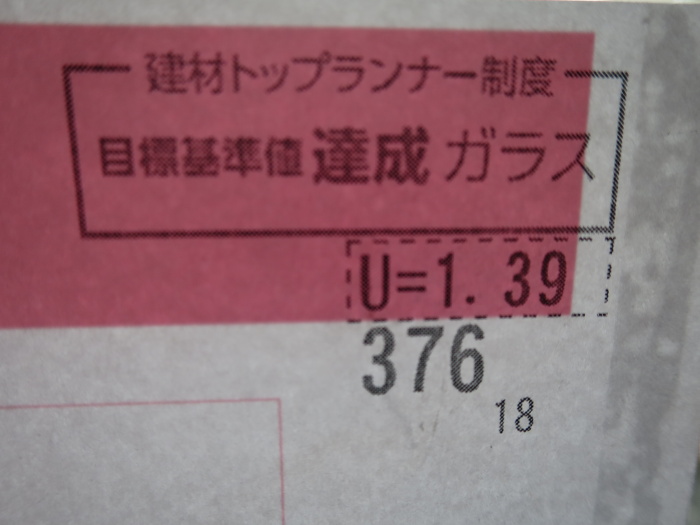 建材トップランナー制度
目標基準値 達成 ガラス
U=1.39
376
18